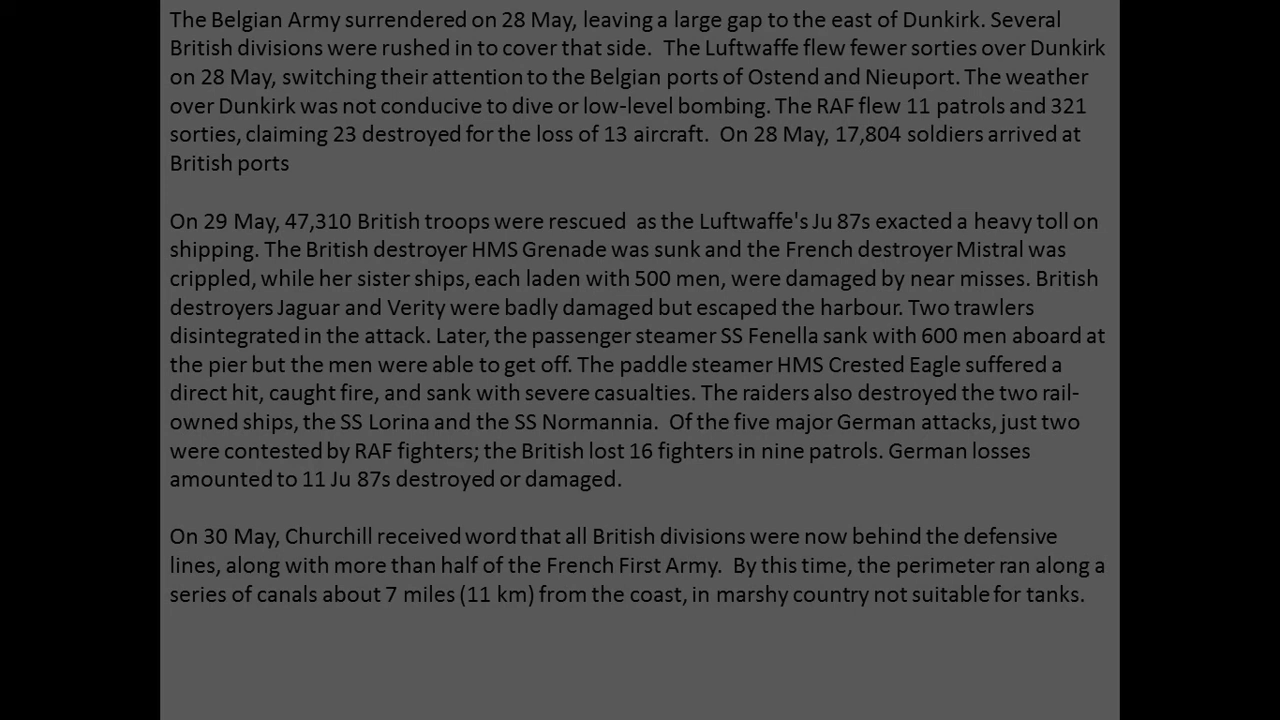 The Belgian Army surrendered on 28 May, leaving a large gap to the east of Dunkirk. Several
British divisions were rushed in to cover that side.  The Luftwaffe flew fewer sorties over Dunkirk
on 28 May, switching their attention to the Belgian ports of Ostend and Nieuport. The weather
over Dunkirk was not conducive to dive or low-level bombing. The RAF flew 11 patrols and 321
sorties, claiming 23 destroyed for the loss of 13 aircraft.  On 28 May, 17,804 soldiers arrived at
British ports
On 29 May, 47,310 British troops were rescued  as the Luftwaffe's Ju 87s exacted a heavy toll on
shipping. The British destroyer HMS Grenade was sunk and the French destroyer Mistral was
crippled, while her sister ships, each laden with 500 men, were damaged by near misses. British
destroyers Jaguar and Verity were badly damaged but escaped the harbour. Two trawlers
disintegrated in the attack. Later, the passenger steamer SS Fenella sank with 600 men aboard at
the pier but the men were able to get off. The paddle steamer HMS Crested Eagle suffered a
direct hit, caught fire, and sank with severe casualties. The raiders also destroyed the two rail-
owned ships, the SS Lorina and the SS Normannia.  Of the five major German attacks, just two
were contested by RAF fighters; the British lost 16 fighters in nine patrols. German losses
amounted to 11 Ju 87s destroyed or damaged.
On 30 May, Churchill received word that all British divisions were now behind the defensive
lines, along with more than half of the French First Army.  By this time, the perimeter ran along a
series of canals about 7 miles (11 km) from the coast, in marshy country not suitable for tanks.